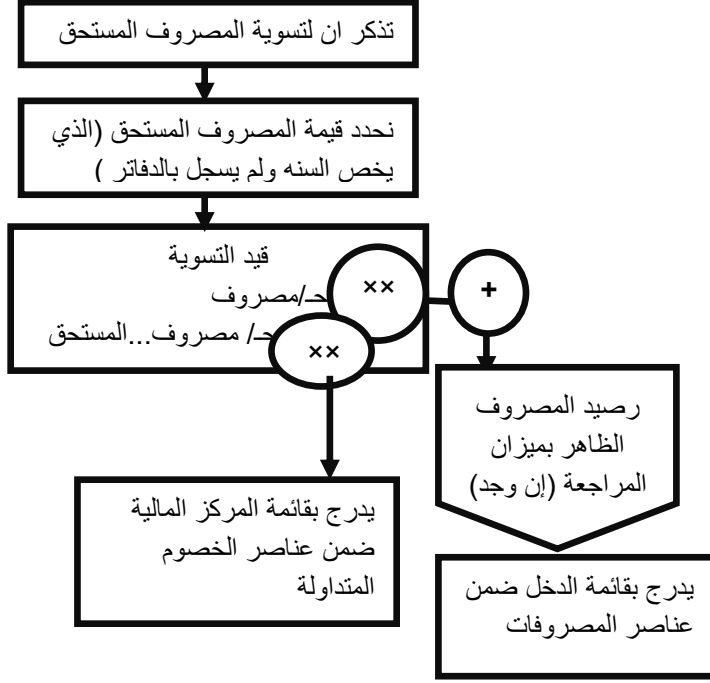 تذكر ان لتسوية المصروف المستحق
نحدد قيمة المصروف المستحق (الذي
يخص السنه ولم يسجل بالدفاتر )
قيد التسوية
×× حـ/مصروف
+
×× حـ/ مصروف...المستحق
رصيد المصروف
الظاهر بميزان
المراجعة (إن وجد)
يدرج بقائمة المركز المالية
ضمن عناصر الخصوم
المتداولة
يدرج بقائمة الدخل ضمن
عناصر المصروفات